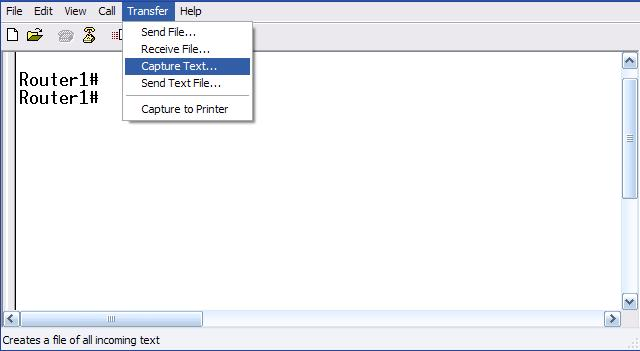 File Edit View Call Transfer Help
Send File...
Receive File...
Capture Text...
Send Text File...
Capture to Printer
Router1#
Router1#
Creates a file of all incoming text